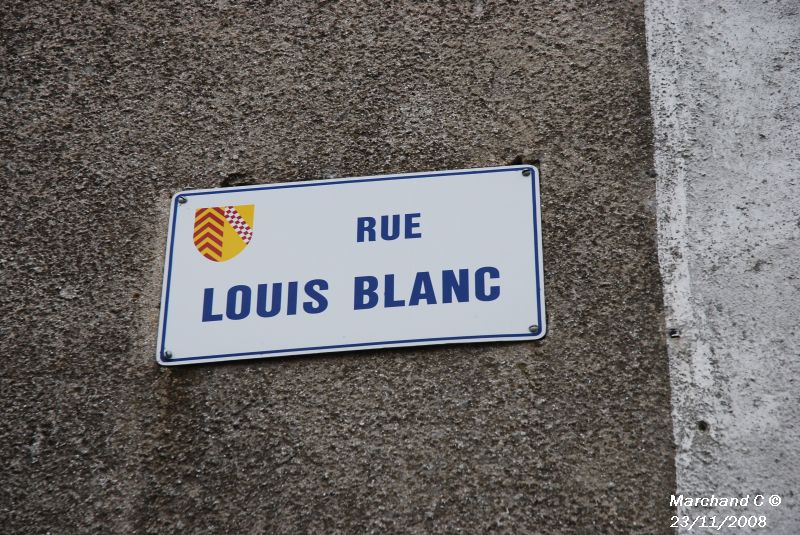 RUE
LOUIS BLANC
Marchand C ©
23/11/2008